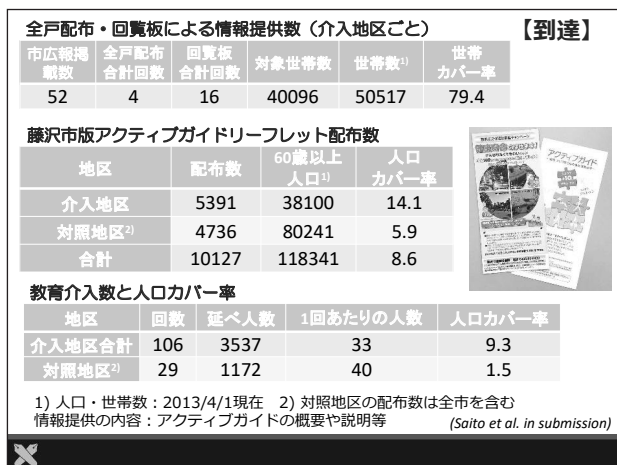 全戸配布・回覧板による情報提供数（介入地区ごと）
【到達】
市広報掲載数 全戸配布合計回数 回覧板合計回数 対象世帯数 世帯数1) 世帯カバー率
52 4 16 40096 50517 79.4
藤沢市版アクティブガイドリーフレット配布数
地区 配布数 60歳以上人口1) 人口カバー率
介入地区 5391 38100 14.1
対照地区2) 4736 80241 5.9
合計 10127 118341 8.6
アクティブガイド
教育介入数と人口カバー率
地区 回数 延べ人数 1回あたりの人数 人口カバー率
介入地区合計 106 3537 33 9.3
対照地区2) 29 1172 40 1.5
1) 人口・世帯数：2013/4/1現在 2) 対照地区の配布数は全市を含む
情報提供の内容：アクティブガイドの概要や説明等
(Saito et al. in submission)